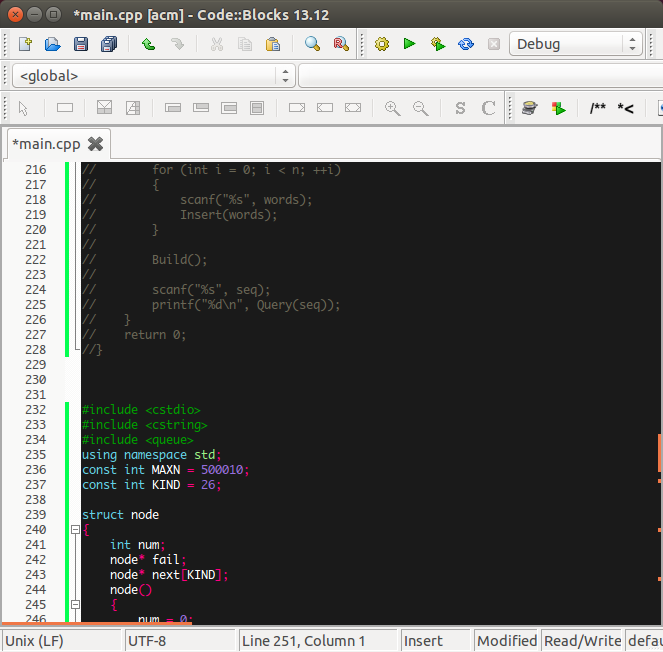 *main.cpp [acm] - Code::Blocks 13.12
Debug
<global>
S C /** *<
*main.cpp
216 // for (int i = 0; i < n; ++i)
217 // {
218 // scanf("%s", words);
219 // Insert(words);
220 // }
221 //
222 // Build();
223 //
224 // scanf("%s", seq);
225 // printf("%d\n", Query(seq));
226 // }
227 // return 0;
228 //}
229
230
231
232 #include <cstdio>
233 #include <cstring>
234 #include <queue>
235 using namespace std;
236 const int MAXN = 500010;
237 const int KIND = 26;
238
239 struct node
240 {
241 int num;
242 node* fail;
243 node* next[KIND];
244 node()
245 {
246 num = 0;
Unix (LF) UTF-8 Line 251, Column 1 Insert Modified Read/Write defau